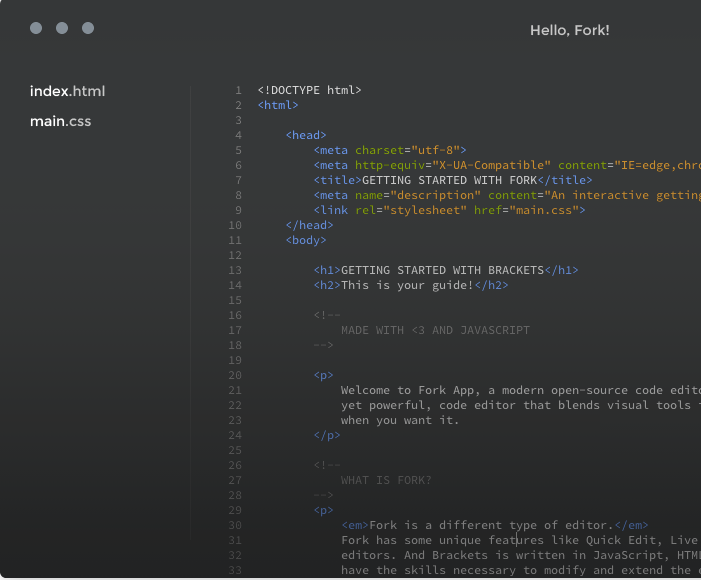 Hello, Fork!
index.html
main.css
1 <!DOCTYPE html>
2 <html>
3
4 <head>
5 <meta charset="utf-8">
6 <meta http-equiv="X-UA-Compatible" content="IE=edge,chro
7 <title>GETTING STARTED WITH FORK</title>
8 <meta name="description" content="An interactive getting
9 <link rel="stylesheet" href="main.css">
10 </head>
11 <body>
12
13 <h1>GETTING STARTED WITH BRACKETS</h1>
14 <h2>This is your guide!</h2>
15
16 <!--
17 MADE WITH <3 AND JAVASCRIPT
18 -->
19
20 <p>
21 Welcome to Fork App, a modern open-source code edito
22 yet powerful, code editor that blends visual tools
23 when you want it.
24 </p>
25
26 <!--
27 WHAT IS FORK?
28 -->
29 <p>
30 <em>Fork is a different type of editor.</em>
31 Fork has some unique features like Quick Edit, Live
32 editors. And Brackets is written in JavaScript, HTM
33 have the skills necessary to modify and extend the